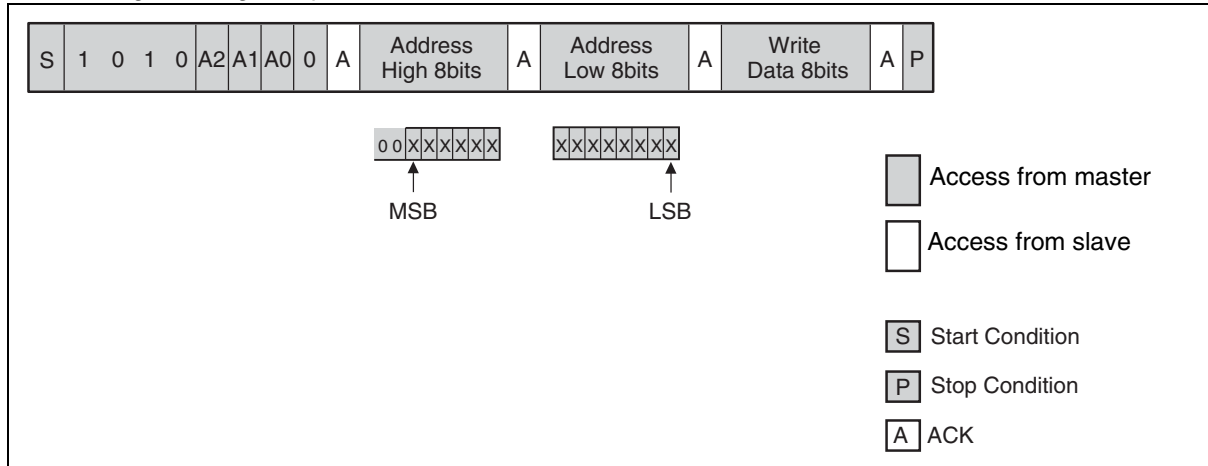 S 1 0 1 0 A2 A1 A0 0 A Address High 8bits A Address Low 8bits A Write Data 8bits A P
0 0 X X X X X X X X X X X X X X
MSB LSB
Access from master
Access from slave
S Start Condition
P Stop Condition
A ACK